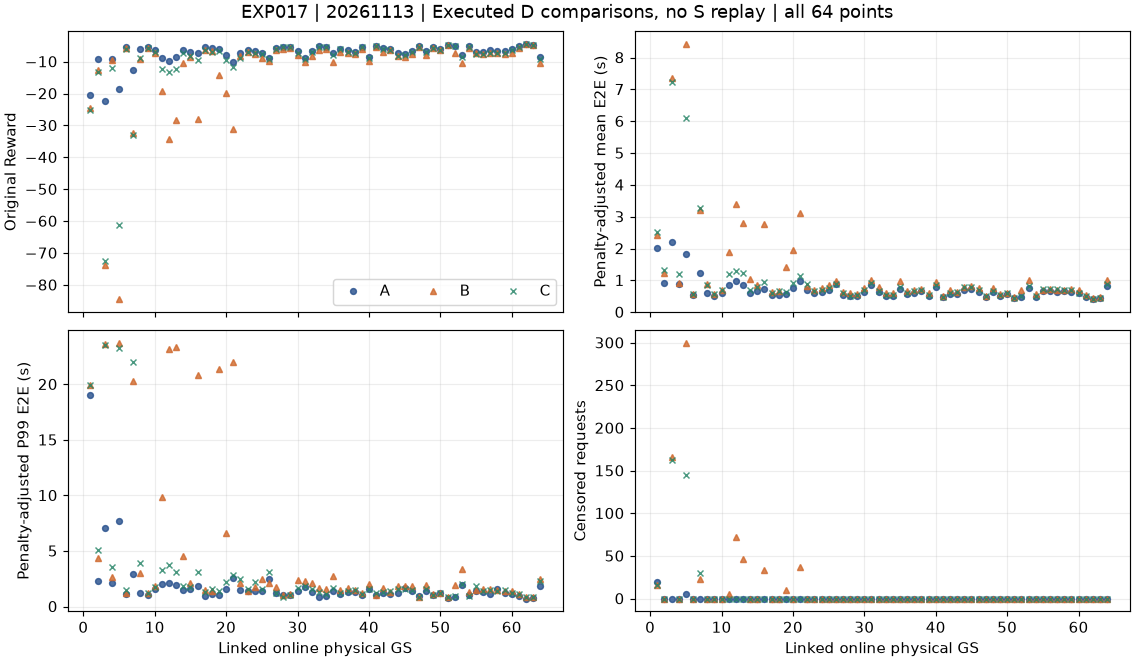 EXP017 | 20261113 | Executed D comparisons, no S replay | all 64 points
Original Reward
−10
−20
−30
−40
−50
−60
−70
−80
A B C
Penalty-adjusted mean E2E (s)
8
7
6
5
4
3
2
1
0
Penalty-adjusted P99 E2E (s)
20
15
10
5
0
0 10 20 30 40 50 60
Linked online physical GS
Censored requests
300
250
200
150
100
50
0
0 10 20 30 40 50 60
Linked online physical GS